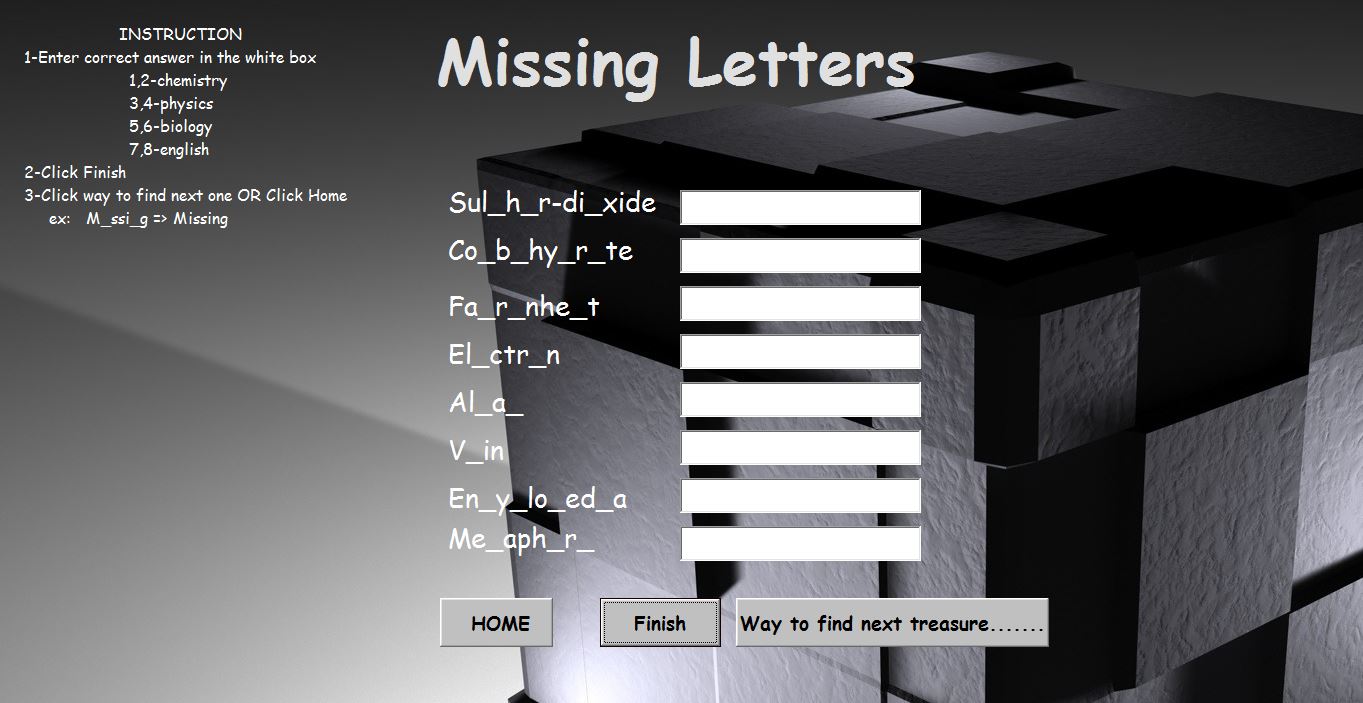 INSTRUCTION
1-Enter correct answer in the white box
1,2-chemistry
3,4-physics
5,6-biology
7,8-english
2-Click Finish
3-Click way to find next one OR Click Home
ex: M_ssi_g => Missing
Missing Letters
Sul_h_r-di_xide
Co_b_hy_r_te
Fa_r_nhe_t
El_ctr_n
Al_a_
V_in
En_y_lo_ed_a
Me_aph_r_
HOME
Finish
Way to find next treasure.......